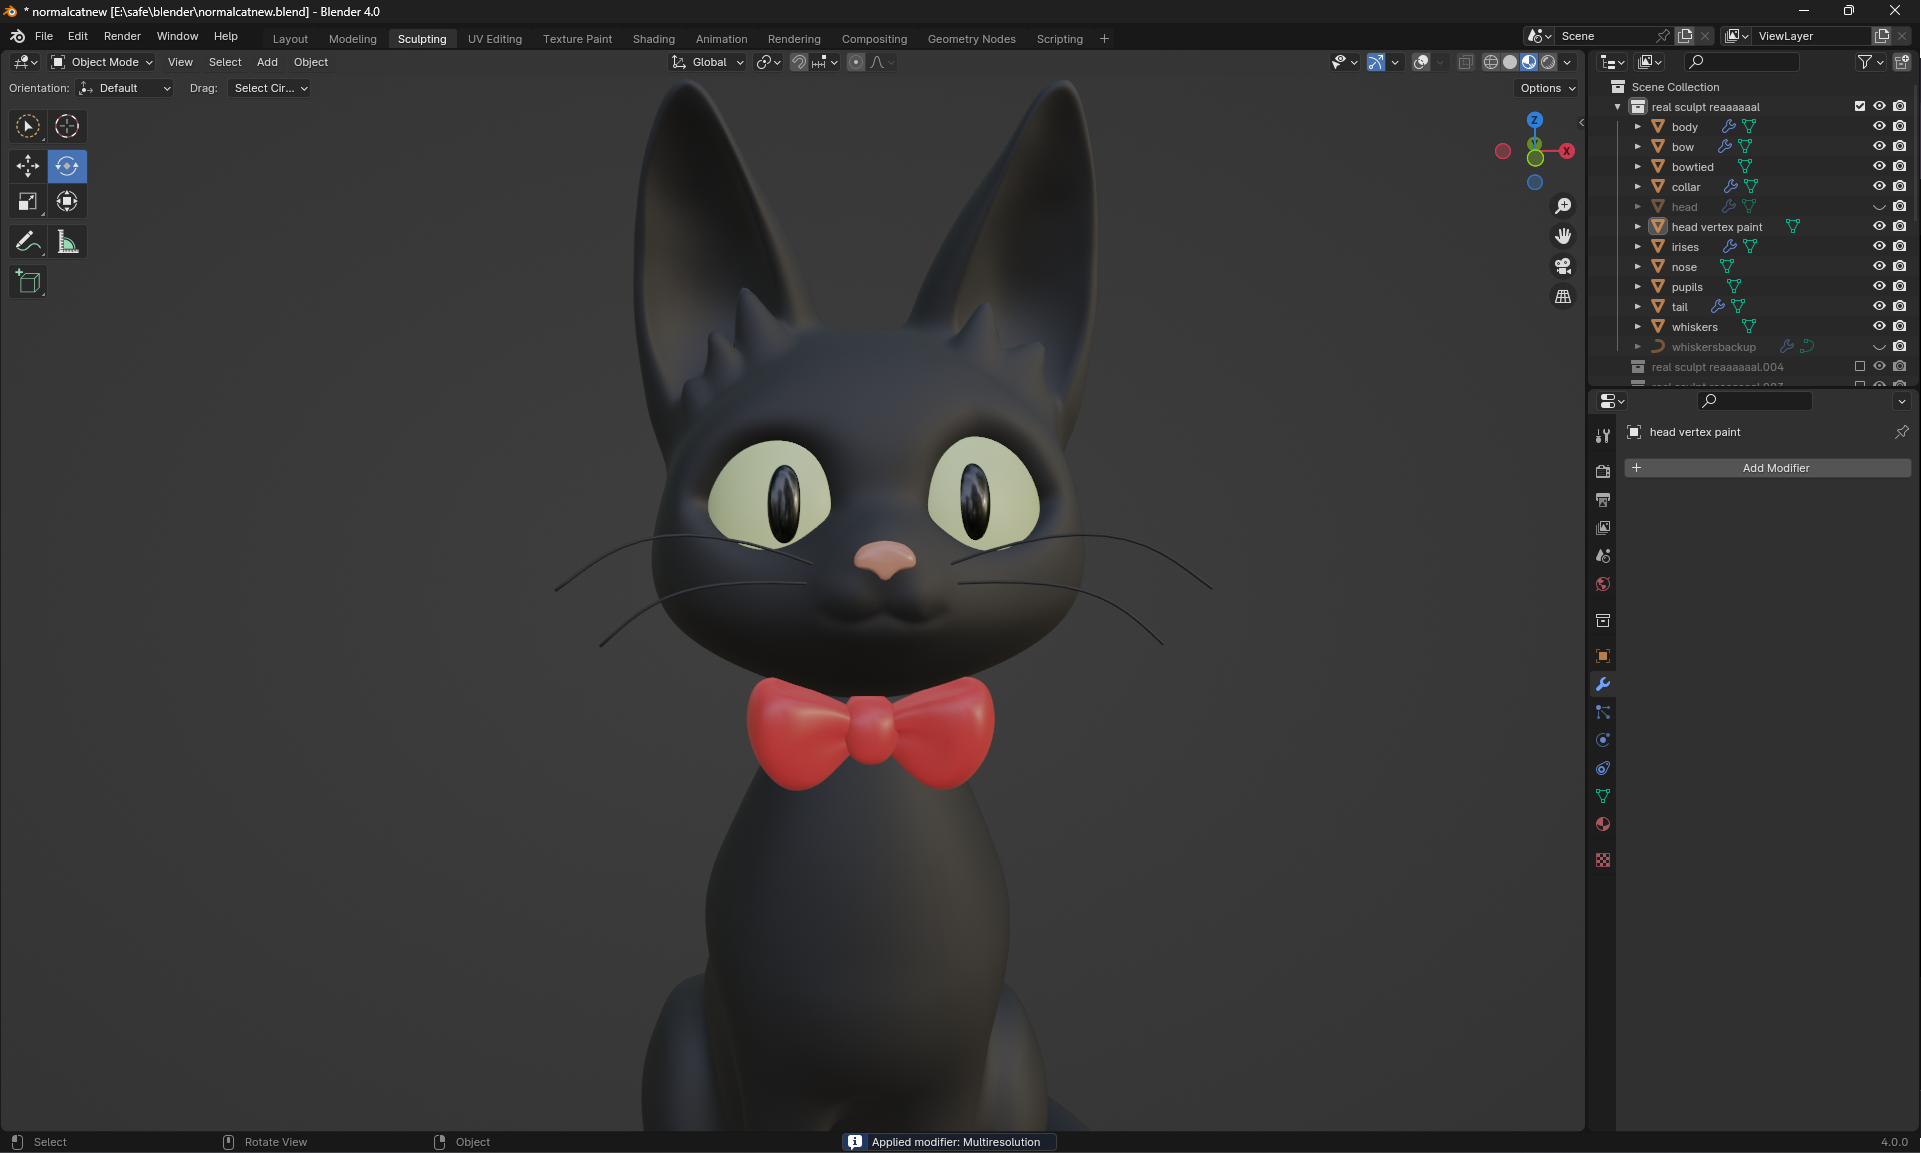 * normalcatnew [E:\safe\blender\normalcatnew.blend] - Blender 4.0
File Edit Render Window Help Layout Modeling Sculpting UV Editing Texture Paint Shading Animation Rendering Compositing Geometry Nodes Scripting + Scene ViewLayer
Object Mode View Select Add Object Global
Orientation: Default Drag: Select Cir... Options
Z
Y
X
Scene Collection
real sculpt reaaaaaal
body
bow
bowtied
collar
head
head vertex paint
irises
nose
pupils
tail
whiskers
whiskersbackup
real sculpt reaaaaaal.004
head vertex paint
+ Add Modifier
Select Rotate View Object Applied modifier: Multiresolution 4.0.0